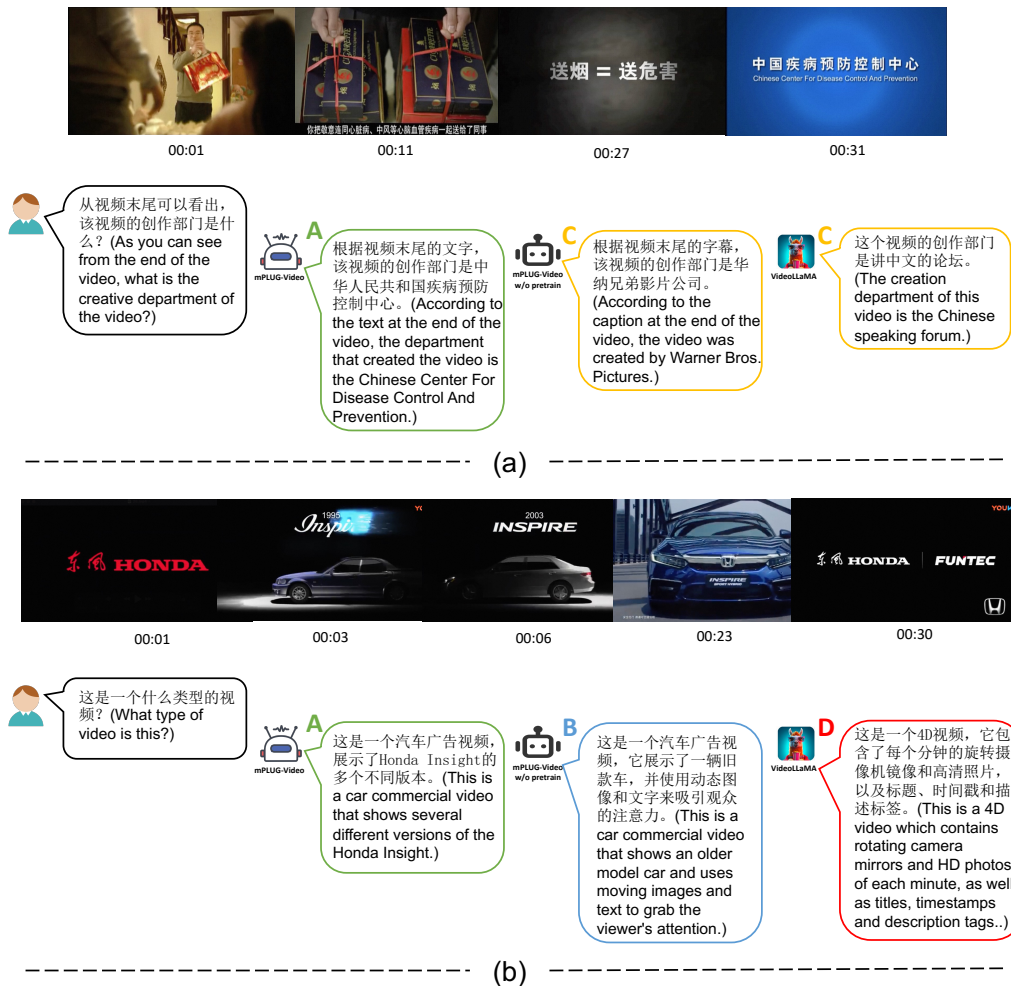 CIGARETTE
CIGARETTE
你把敬意连同心脏病、中风等心脑血管疾病一起送给了同事
送烟 = 送危害
中国疾病预防控制中心
Chinese Center For Disease Control And Prevention
00:01
00:11
00:27
00:31
从视频末尾可以看出，
该视频的创作部门是什
么？(As you can see
from the end of the
video, what is the
creative department of
the video?)
mPLUG-Video
A
根据视频末尾的文字，
该视频的创作部门是中
华人民共和国疾病预防
控制中心。(According to
the text at the end of the
video, the department
that created the video is
the Chinese Center For
Disease Control And
Prevention.)
mPLUG-Video
w/o pretrain
C
根据视频末尾的字幕，
该视频的创作部门是华
纳兄弟影片公司。
(According to the
caption at the end of the
video, the video was
created by Warner Bros.
Pictures.)
VideoLLaMA
C
这个视频的创作部门
是讲中文的论坛。
(The creation
department of this
video is the Chinese
speaking forum.)
(a)
东风 HONDA
1995
Inspi
2003
INSPIRE
INSPIRE
SPORT HYBRID
东风 HONDA | FUNTEC
00:01
00:03
00:06
00:23
00:30
这是一个什么类型的视
频？(What type of
video is this?)
mPLUG-Video
A
这是一个汽车广告视频，
展示了Honda Insight的
多个不同版本。(This is
a car commercial video
that shows several
different versions of the
Honda Insight.)
mPLUG-Video
w/o pretrain
B
这是一个汽车广告视
频，它展示了一辆旧
款车，并使用动态图
像和文字来吸引观众
的注意力。(This is a
car commercial video
that shows an older
model car and uses
moving images and
text to grab the
viewer's attention.)
VideoLLaMA
D
这是一个4D视频，它包
含了每个分钟的旋转摄
像机镜像和高清照片，
以及标题、时间戳和描
述标签。(This is a 4D
video which contains
rotating camera
mirrors and HD photos
of each minute, as well
as titles, timestamps
and description tags..)
(b)